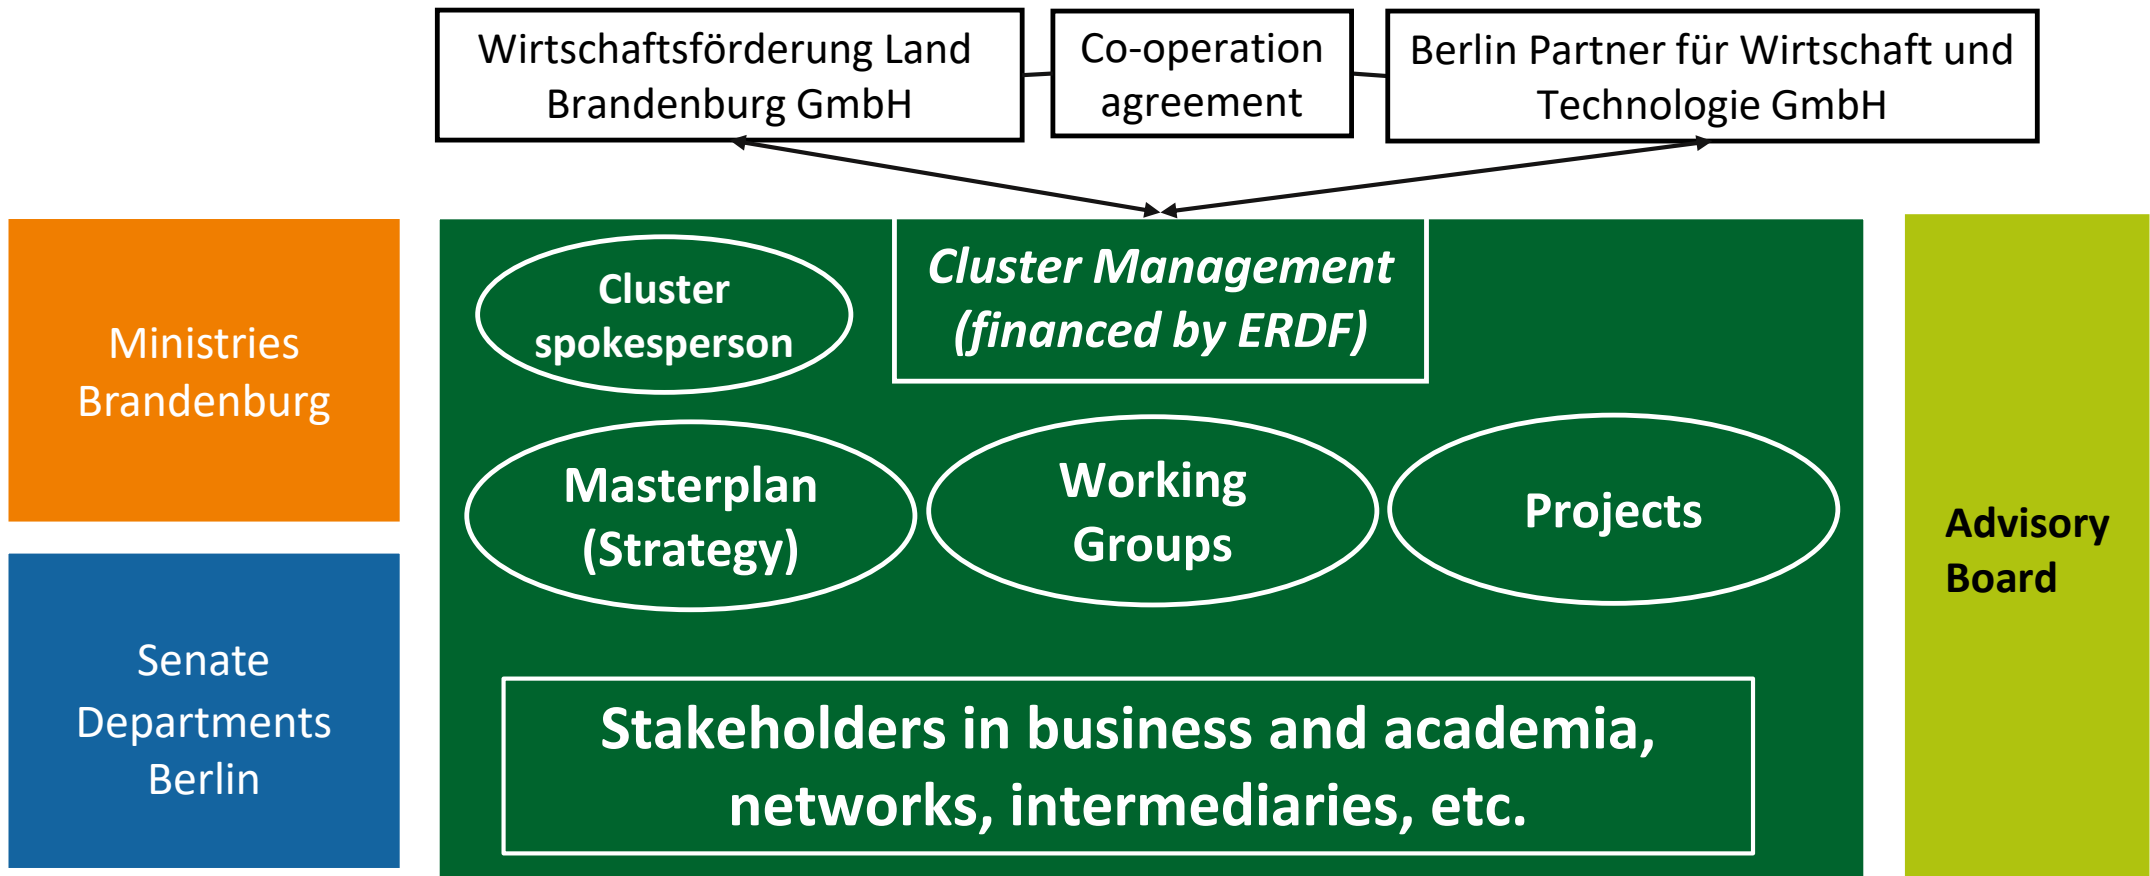 Wirtschaftsförderung Land
Brandenburg GmbH
Co-operation
agreement
Berlin Partner für Wirtschaft und
Technologie GmbH
Ministries
Brandenburg
Senate
Departments
Berlin
Cluster
spokesperson
Cluster Management
(financed by ERDF)
Masterplan
(Strategy)
Working
Groups
Projects
Stakeholders in business and academia,
networks, intermediaries, etc.
Advisory
Board